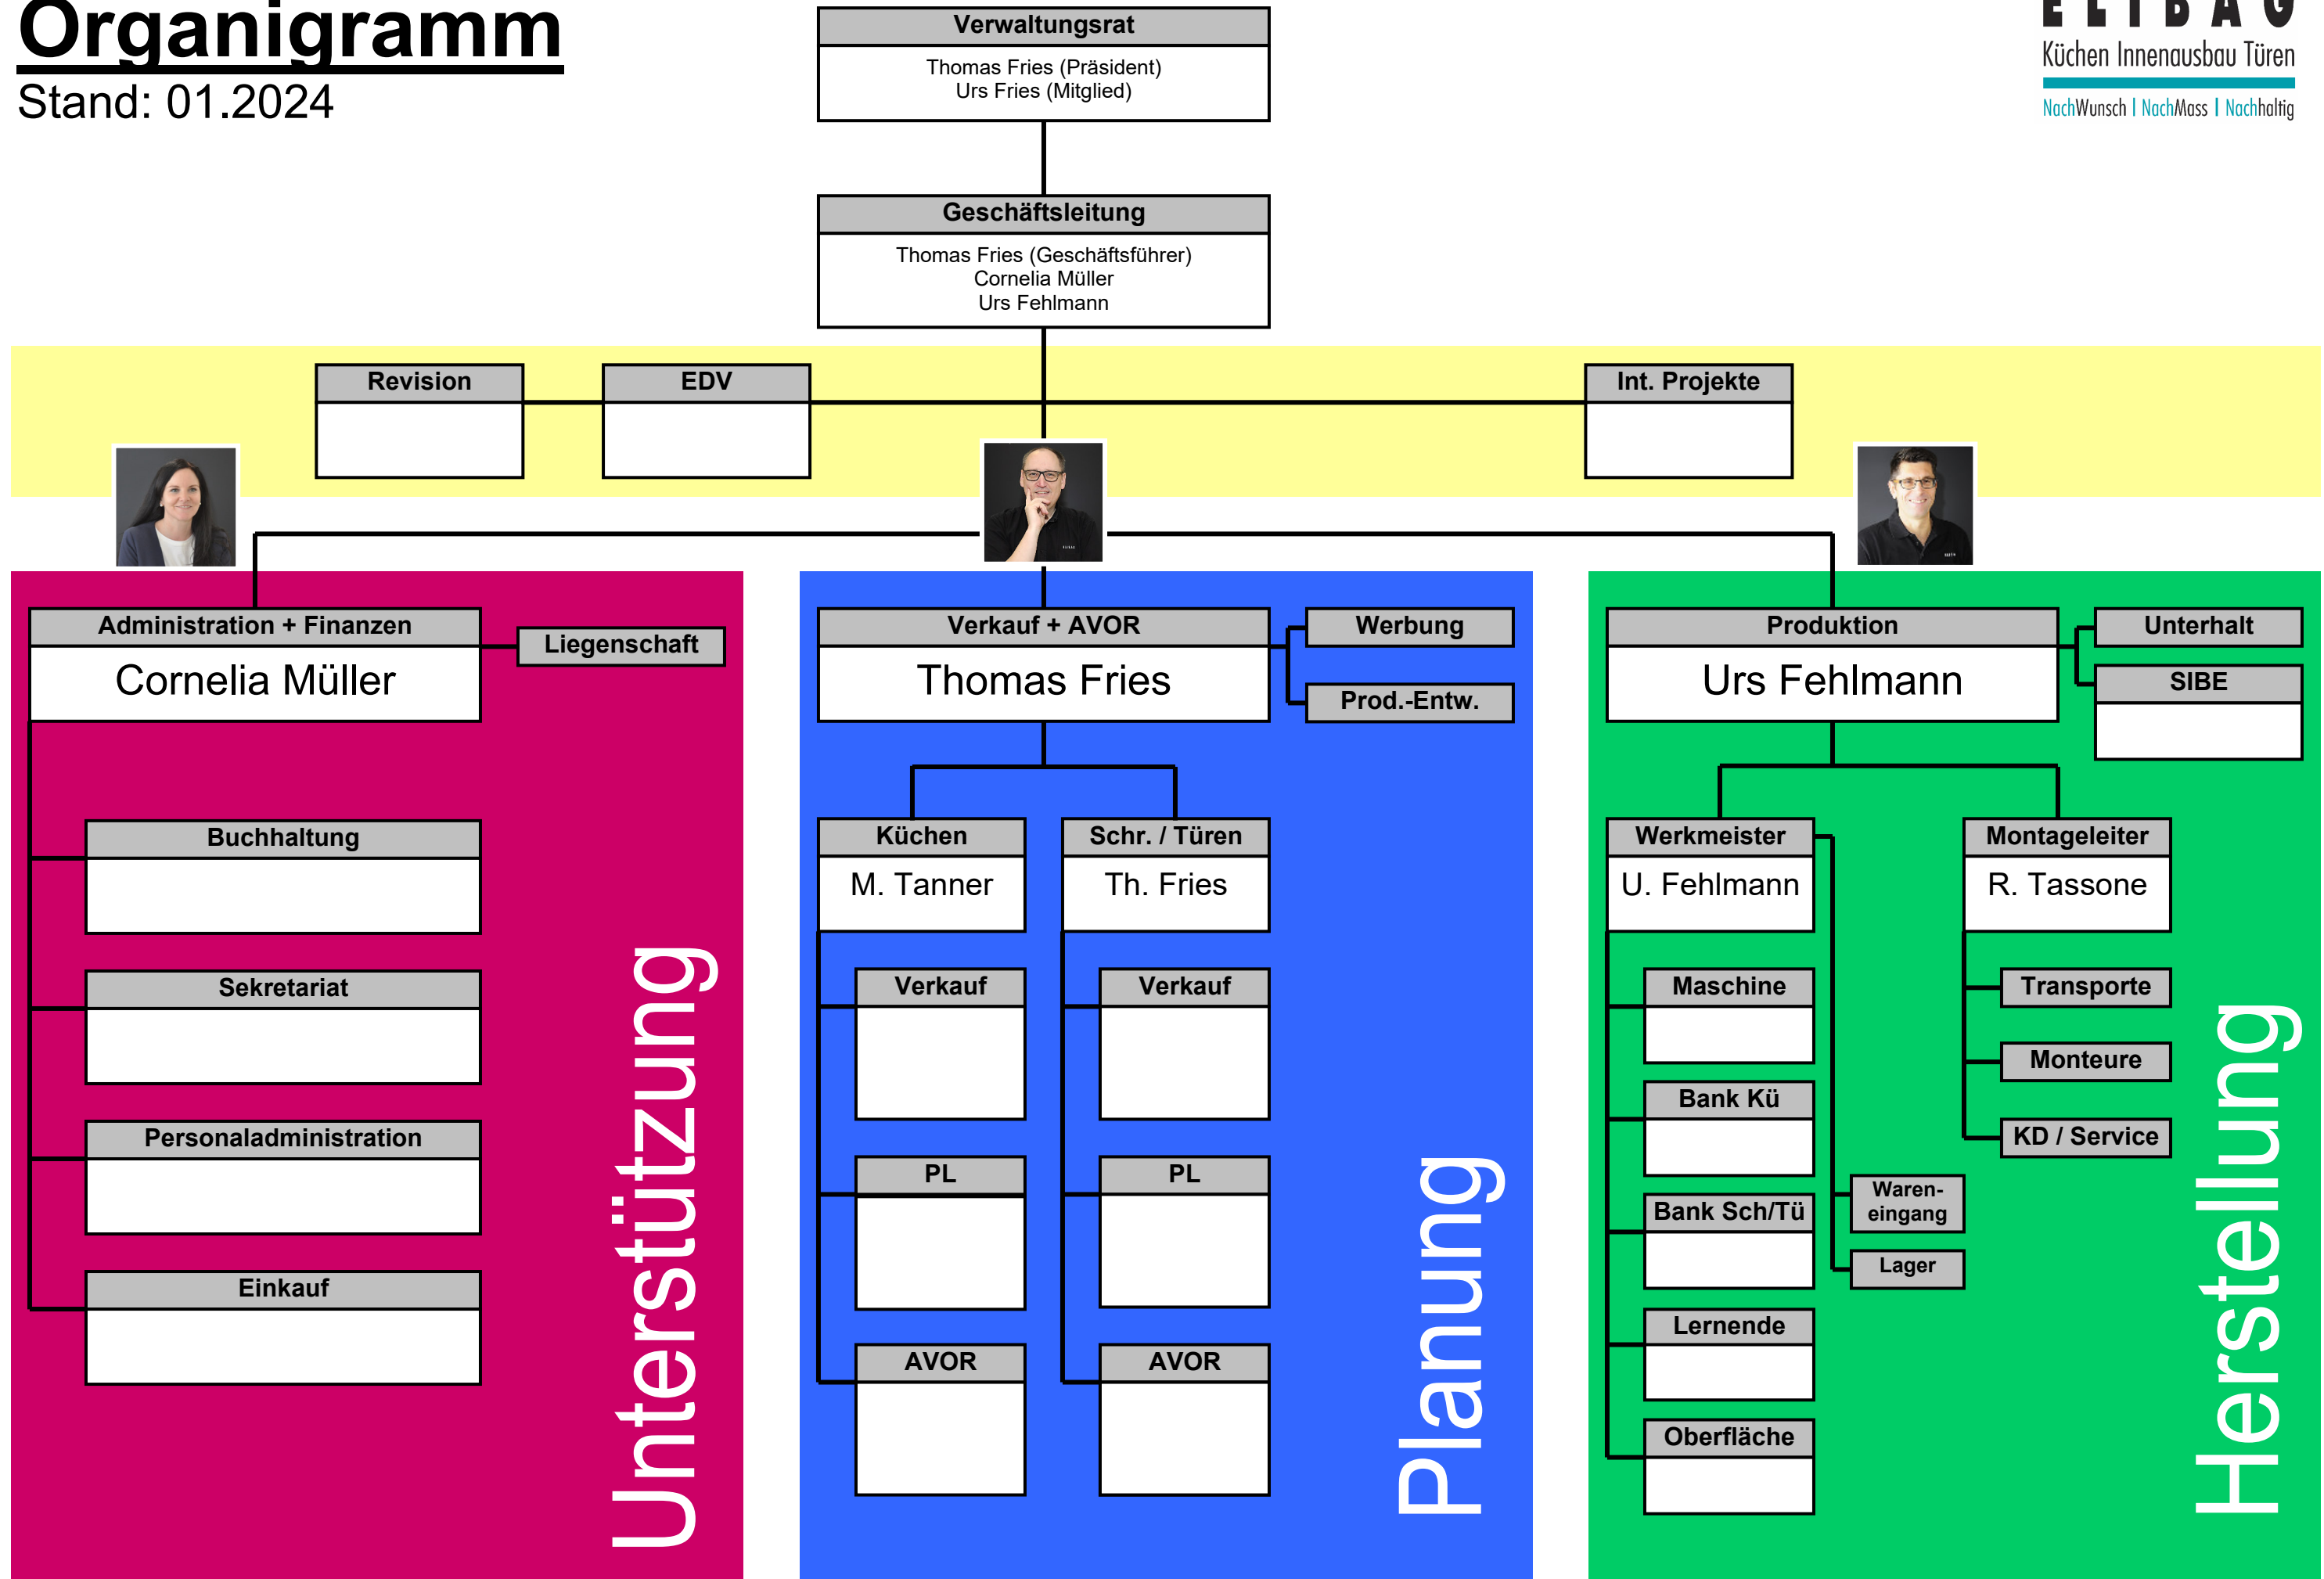 Organigramm
Stand: 01.2024
Verwaltungsrat
Thomas Fries (Präsident)
Urs Fries (Mitglied)
ELIBAG
Küchen Innenausbau Türen
NachWunsch | NachMass | Nachhaltig
Geschäftsleitung
Thomas Fries (Geschäftsführer)
Cornelia Müller
Urs Fehlmann
Revision
EDV
Int. Projekte
Administration + Finanzen
Cornelia Müller
Liegenschaft
Buchhaltung
Sekretariat
Personaladministration
Einkauf
Unterstützung
Verkauf + AVOR
Thomas Fries
Werbung
Prod.-Entw.
Küchen
M. Tanner
Verkauf
PL
AVOR
Schr. / Türen
Th. Fries
Verkauf
PL
AVOR
Planung
Produktion
Urs Fehlmann
Unterhalt
SIBE
Werkmeister
U. Fehlmann
Maschine
Bank Kü
Bank Sch/Tü
Lernende
Oberfläche
Waren-
eingang
Lager
Montageleiter
R. Tassone
Transporte
Monteure
KD / Service
Herstellung